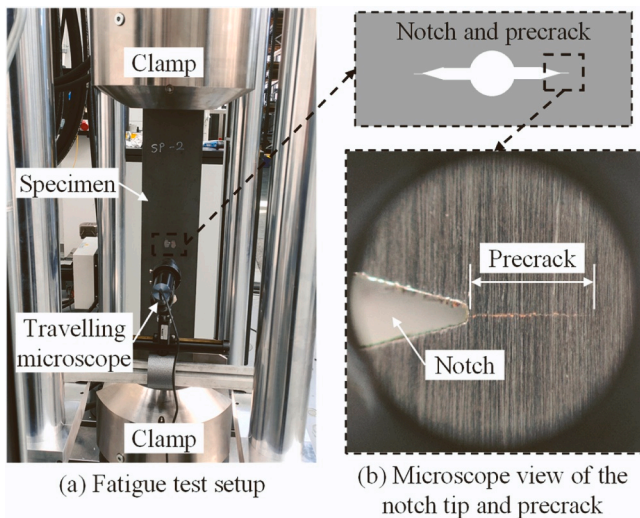 Clamp
SP-2
Specimen
Travelling
microscope
Clamp
(a) Fatigue test setup
Notch and precrack
Precrack
Notch
(b) Microscope view of the
notch tip and precrack